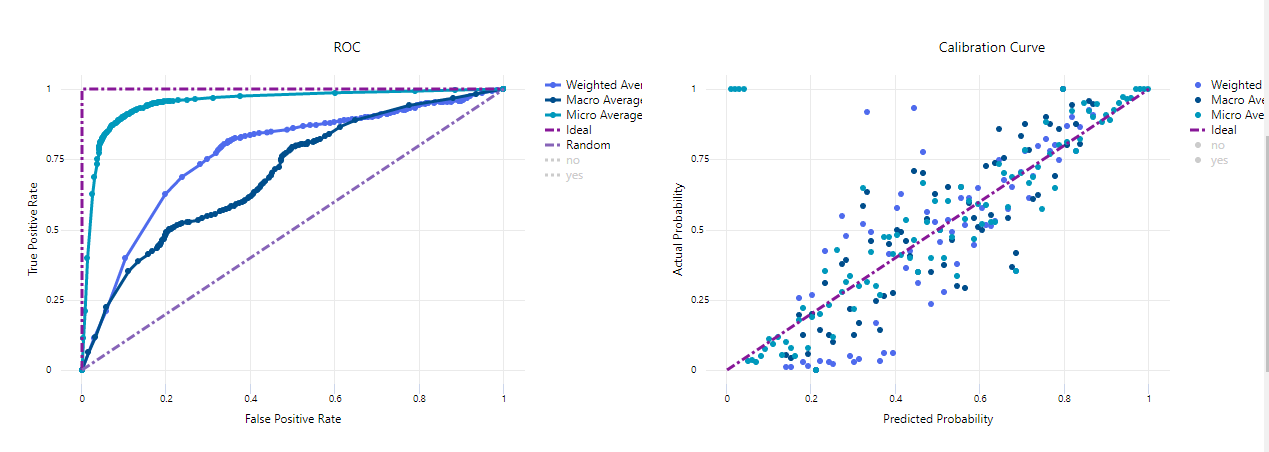 ROC
1
0.75
0.5
0.25
0
0
0.2
0.4
0.6
0.8
1
True Positive Rate
False Positive Rate
Weighted Aver
Macro Average
Micro Average
Ideal
Random
no
yes
Calibration Curve
1
0.75
0.5
0.25
0
0
0.2
0.4
0.6
0.8
1
Actual Probability
Predicted Probability
Weighted
Macro Ave
Micro Ave
Ideal
no
yes